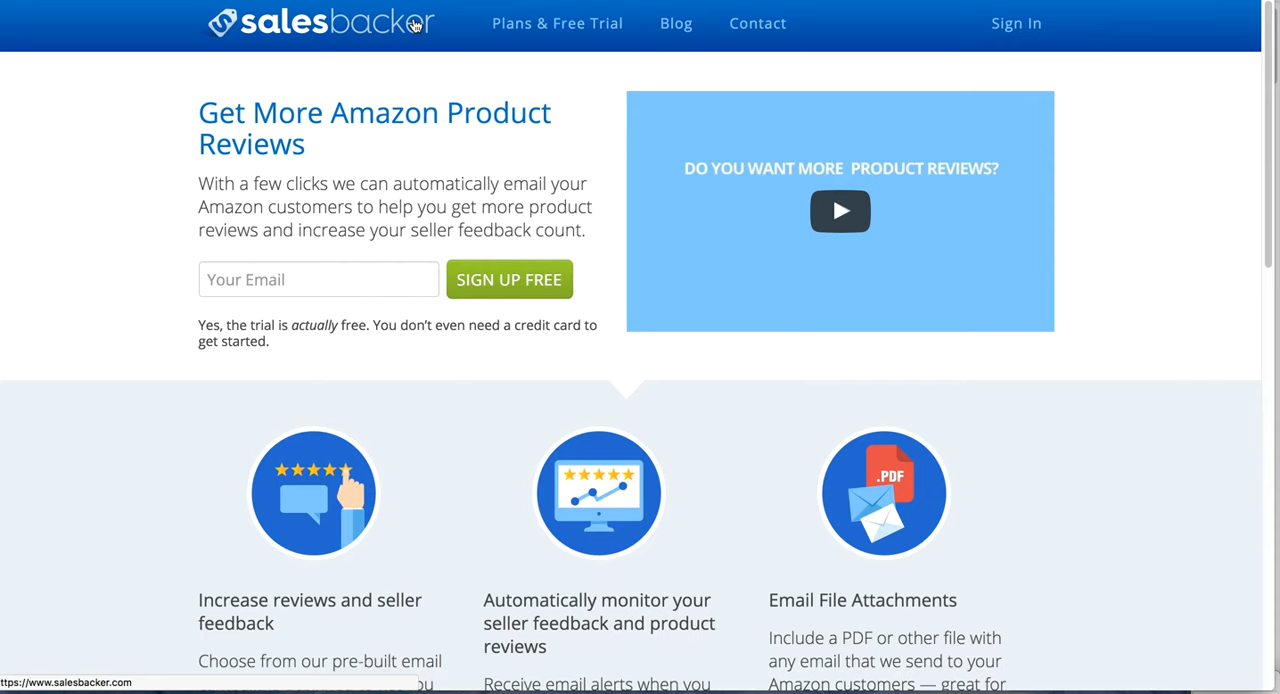 salesbacker
Plans & Free Trial
Blog
Contact
Sign In
Get More Amazon Product
Reviews
With a few clicks we can automatically email your
Amazon customers to help you get more product
reviews and increase your seller feedback count.
Your Email
SIGN UP FREE
Yes, the trial is actually free. You don’t even need a credit card to
get started.
DO YOU WANT MORE PRODUCT REVIEWS?
.PDF
Increase reviews and seller
feedback
Choose from our pre-built email
Automatically monitor your
seller feedback and product
reviews
Receive email alerts when you
Email File Attachments
Include a PDF or other file with
any email that we send to your
Amazon customers — great for
ttps://www.salesbacker.com